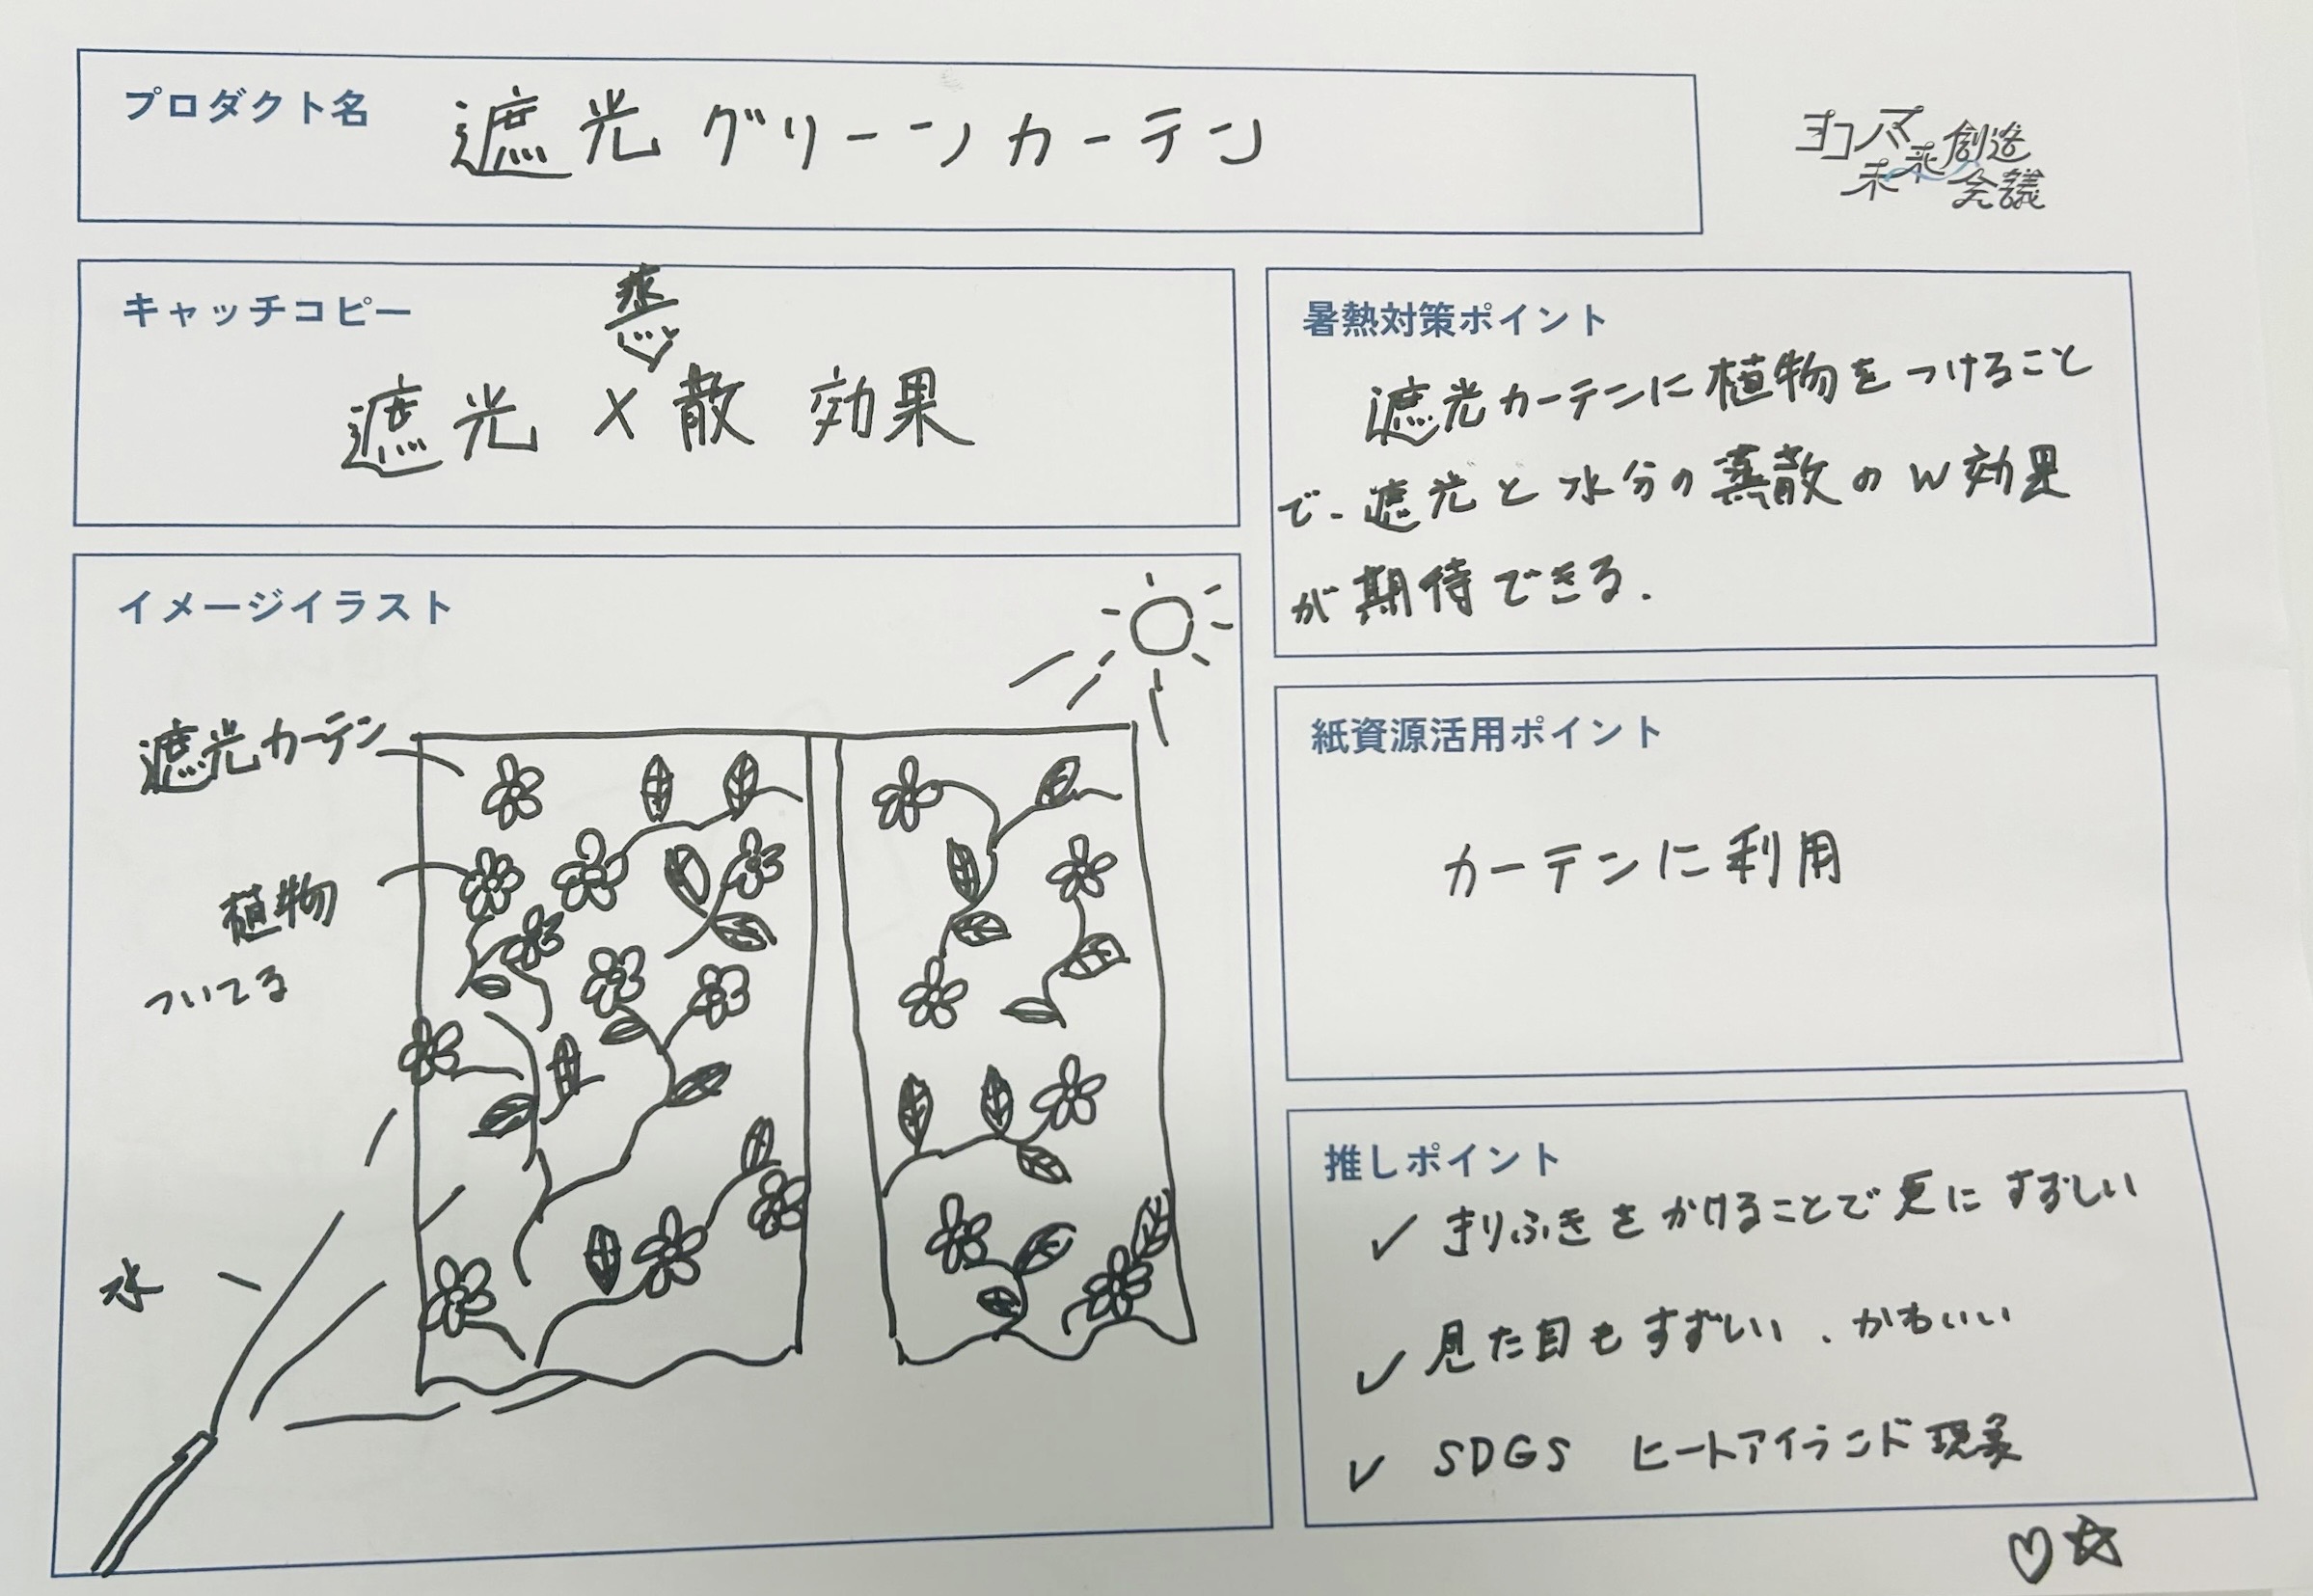 プロダクト名
遮光グリーンカーテン
ヨコハマ
未来創造
会議
キャッチコピー
遮光×蒸散 効果
暑熱対策ポイント
遮光カーテンに植物をつけること
で、遮光と水分の蒸散のW効果
が期待できる.
イメージイラスト
遮光カーテン
植物
ついてる
水
紙資源活用ポイント
カーテンに利用
推しポイント
✓ きりふきをかけることで更にすずしい
✓ 見た目もすずしい、かわいい
✓ SDGS ヒートアイランド現象